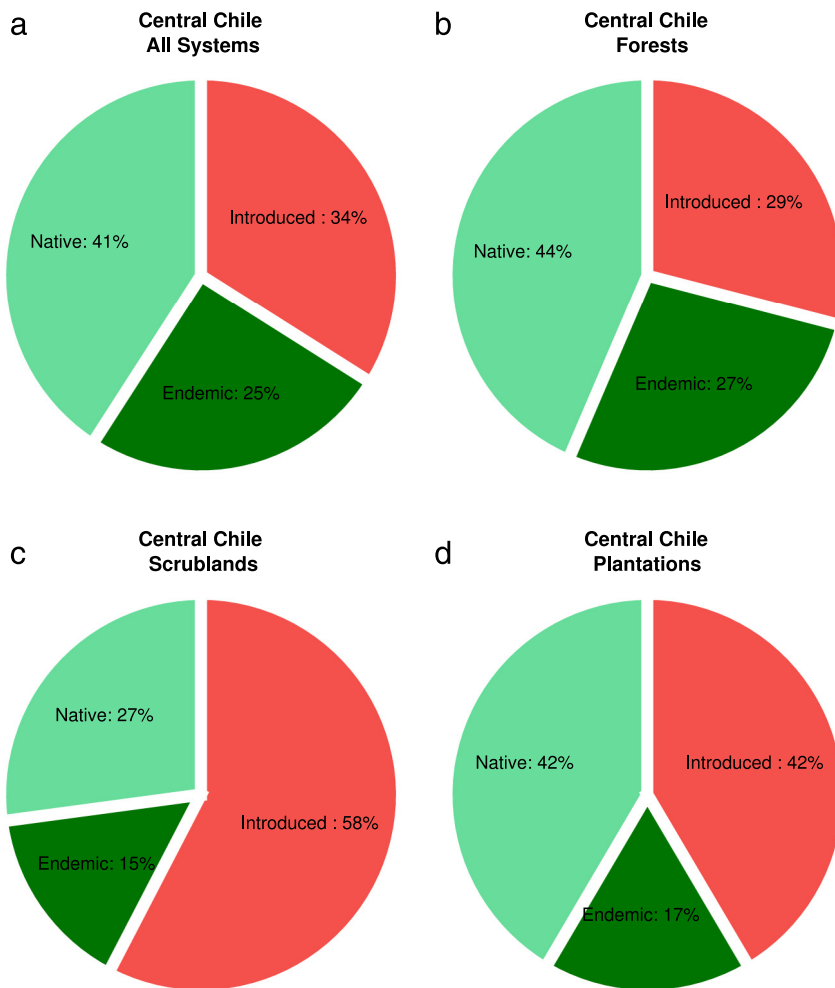 a
Central Chile
All Systems
Native: 41%
Introduced : 34%
Endemic: 25%
b
Central Chile
Forests
Native: 44%
Introduced : 29%
Endemic: 27%
c
Central Chile
Scrublands
Native: 27%
Introduced : 58%
Endemic: 15%
d
Central Chile
Plantations
Native: 42%
Introduced : 42%
Endemic: 17%